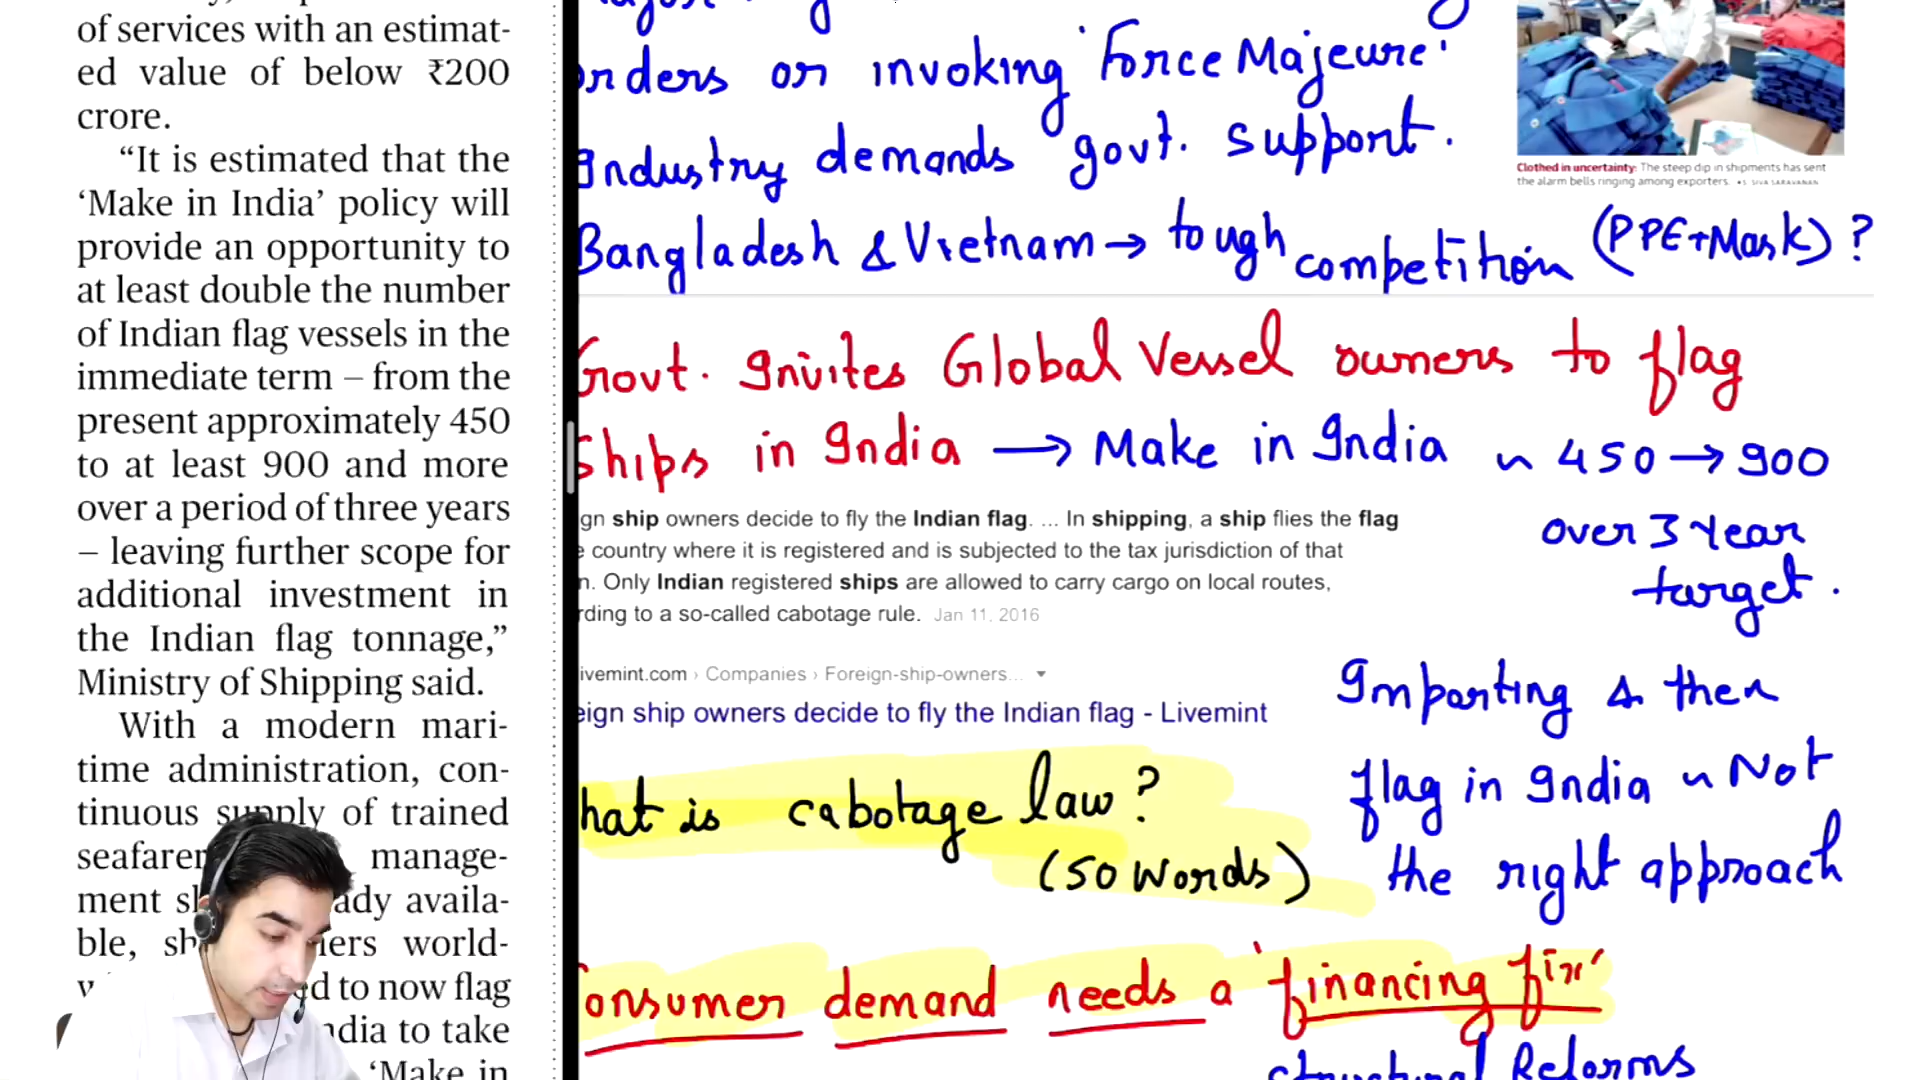 of services with an estimat-
ed value of below ₹200
crore.
“It is estimated that the
‘Make in India’ policy will
provide an opportunity to
at least double the number
of Indian flag vessels in the
immediate term – from the
present approximately 450
to at least 900 and more
over a period of three years
– leaving further scope for
additional investment in
the Indian flag tonnage,”
Ministry of Shipping said.
With a modern mari-
time administration, con-
tinuous supply of trained
seafarer manage-
ment s ady availa-
ble, sh ers world-
w d to now flag
ndia to take
‘Make in
orders or invoking 'Force Majeure'
Industry demands govt. support.
Bangladesh & Vietnam → tough competition (PPE+Mask) ?
Clothed in uncertainty: The steep dip in shipments has sent
the alarm bells ringing among exporters. • S. SIVA SARAVANAN
Govt. Invites Global Vessel owners to flag
Ships in India → Make in India ~ 450 → 900
over 3 Year
target.
gn ship owners decide to fly the Indian flag. ... In shipping, a ship flies the flag
e country where it is registered and is subjected to the tax jurisdiction of that
n. Only Indian registered ships are allowed to carry cargo on local routes,
rding to a so-called cabotage rule. Jan 11, 2016
ivemint.com › Companies › Foreign-ship-owners...
eign ship owners decide to fly the Indian flag - Livemint
Importing & then
flag in India ~ Not
the right approach
hat is cabotage law?
(50 Words)
onsumer demand needs a 'financing fix'
structural Reforms